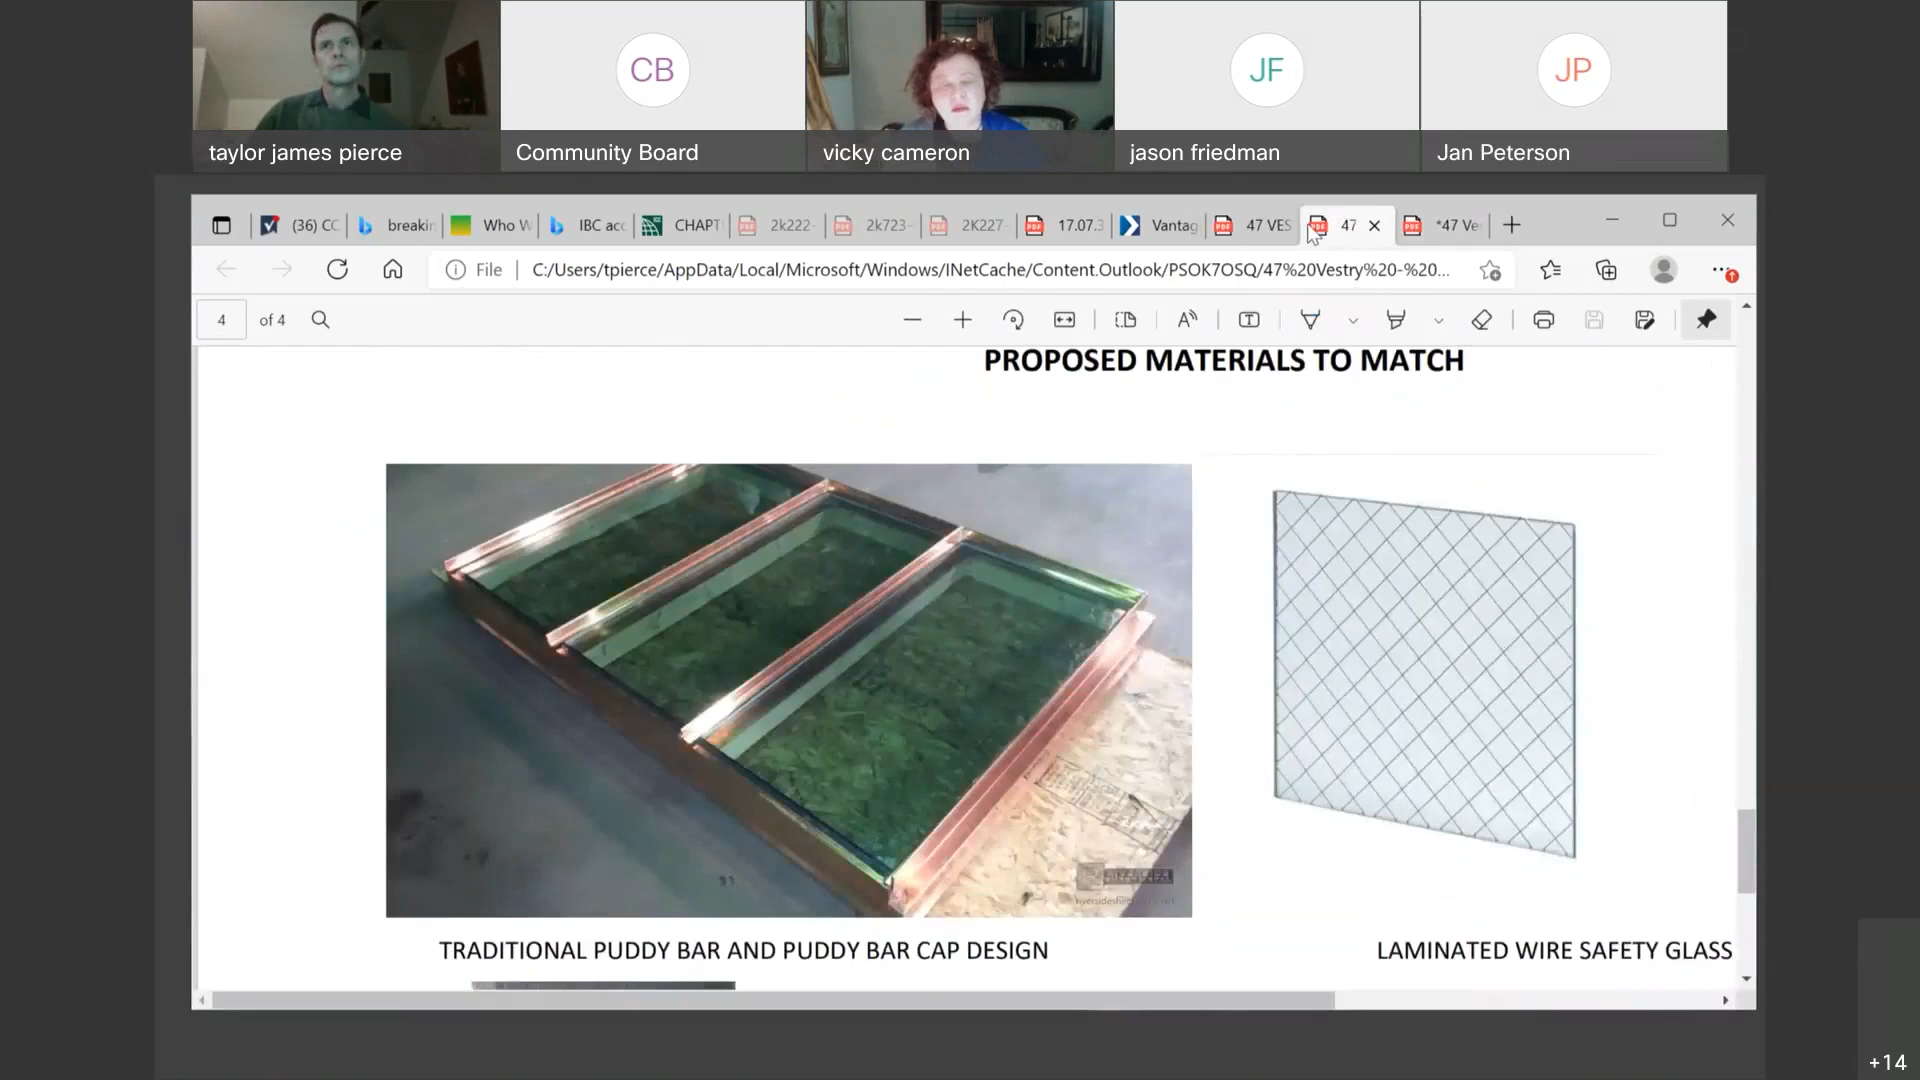 CB
JF
JP
taylor james pierce
Community Board
vicky cameron
jason friedman
Jan Peterson
(36) CC
breakin
Who W
IBC acc
CHAPT
2k222-
2k723-
2K227-
17.07.3
Vantag
47 VES
47
*47 Ve
File
C:/Users/tpierce/AppData/Local/Microsoft/Windows/INetCache/Content.Outlook/PSOK7OSQ/47%20Vestry%20-%20...
4 of 4
PROPOSED MATERIALS TO MATCH
TRADITIONAL PUDDY BAR AND PUDDY BAR CAP DESIGN
LAMINATED WIRE SAFETY GLASS
+14